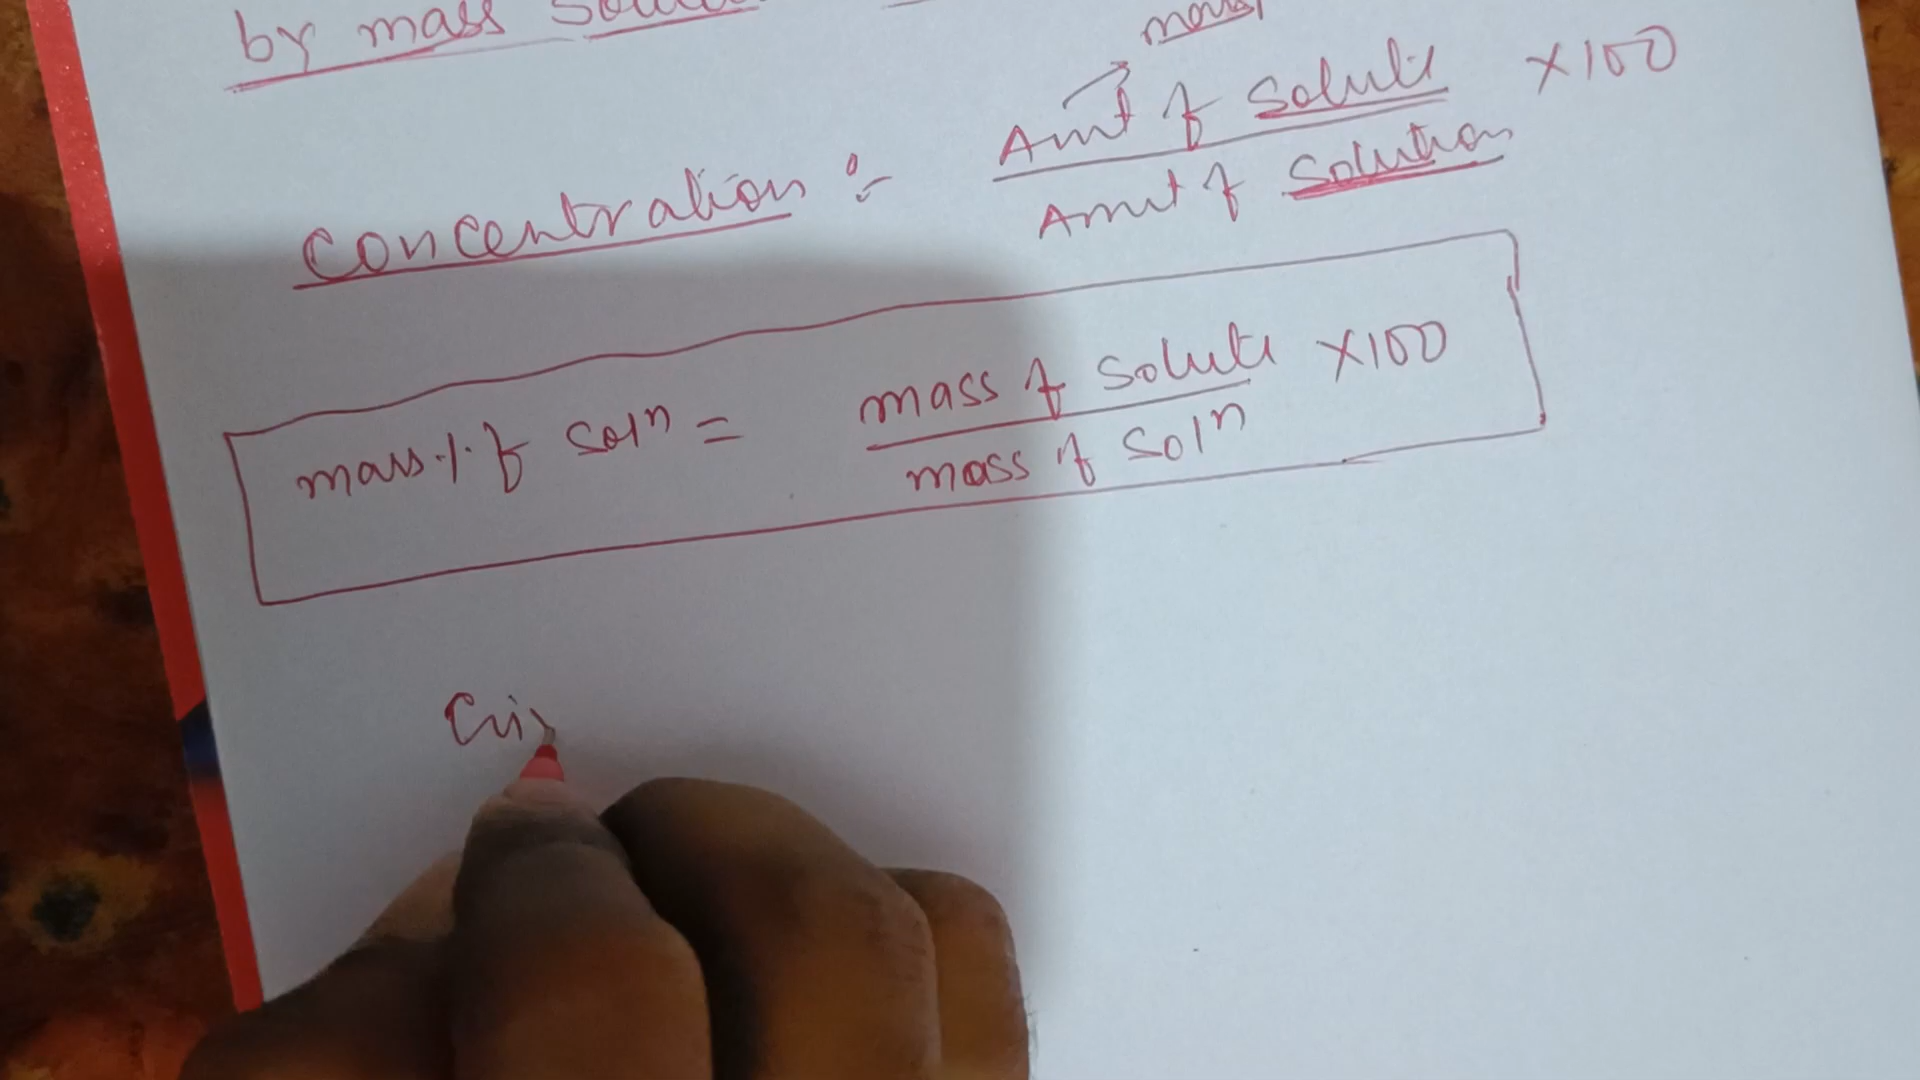 by mass
mass
Concentration :- Amt of Solute ×100
Amt of Solution
mass % of Solⁿ = mass of Solute ×100
mass of Solⁿ
Giv